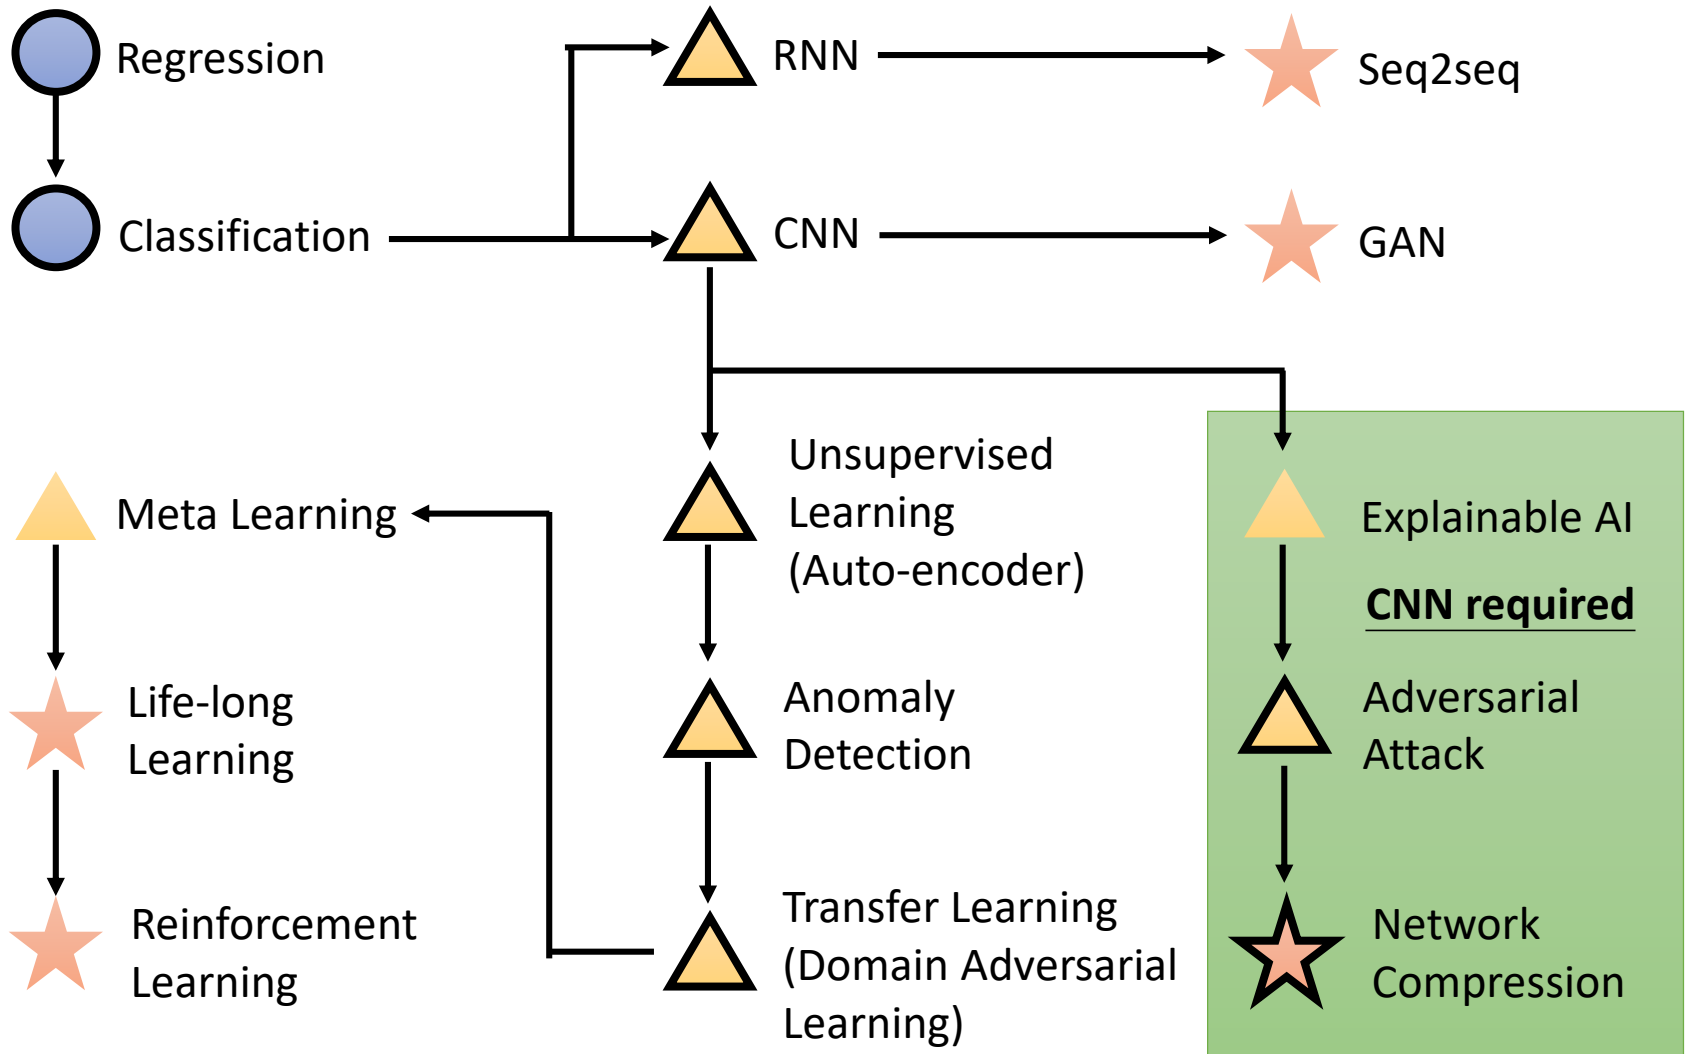 Regression
RNN
Seq2seq
Classification
CNN
GAN
Unsupervised
Learning
(Auto-encoder)
Meta Learning
Explainable AI
CNN required
Life-long
Learning
Anomaly
Detection
Adversarial
Attack
Reinforcement
Learning
Transfer Learning
(Domain Adversarial
Learning)
Network
Compression